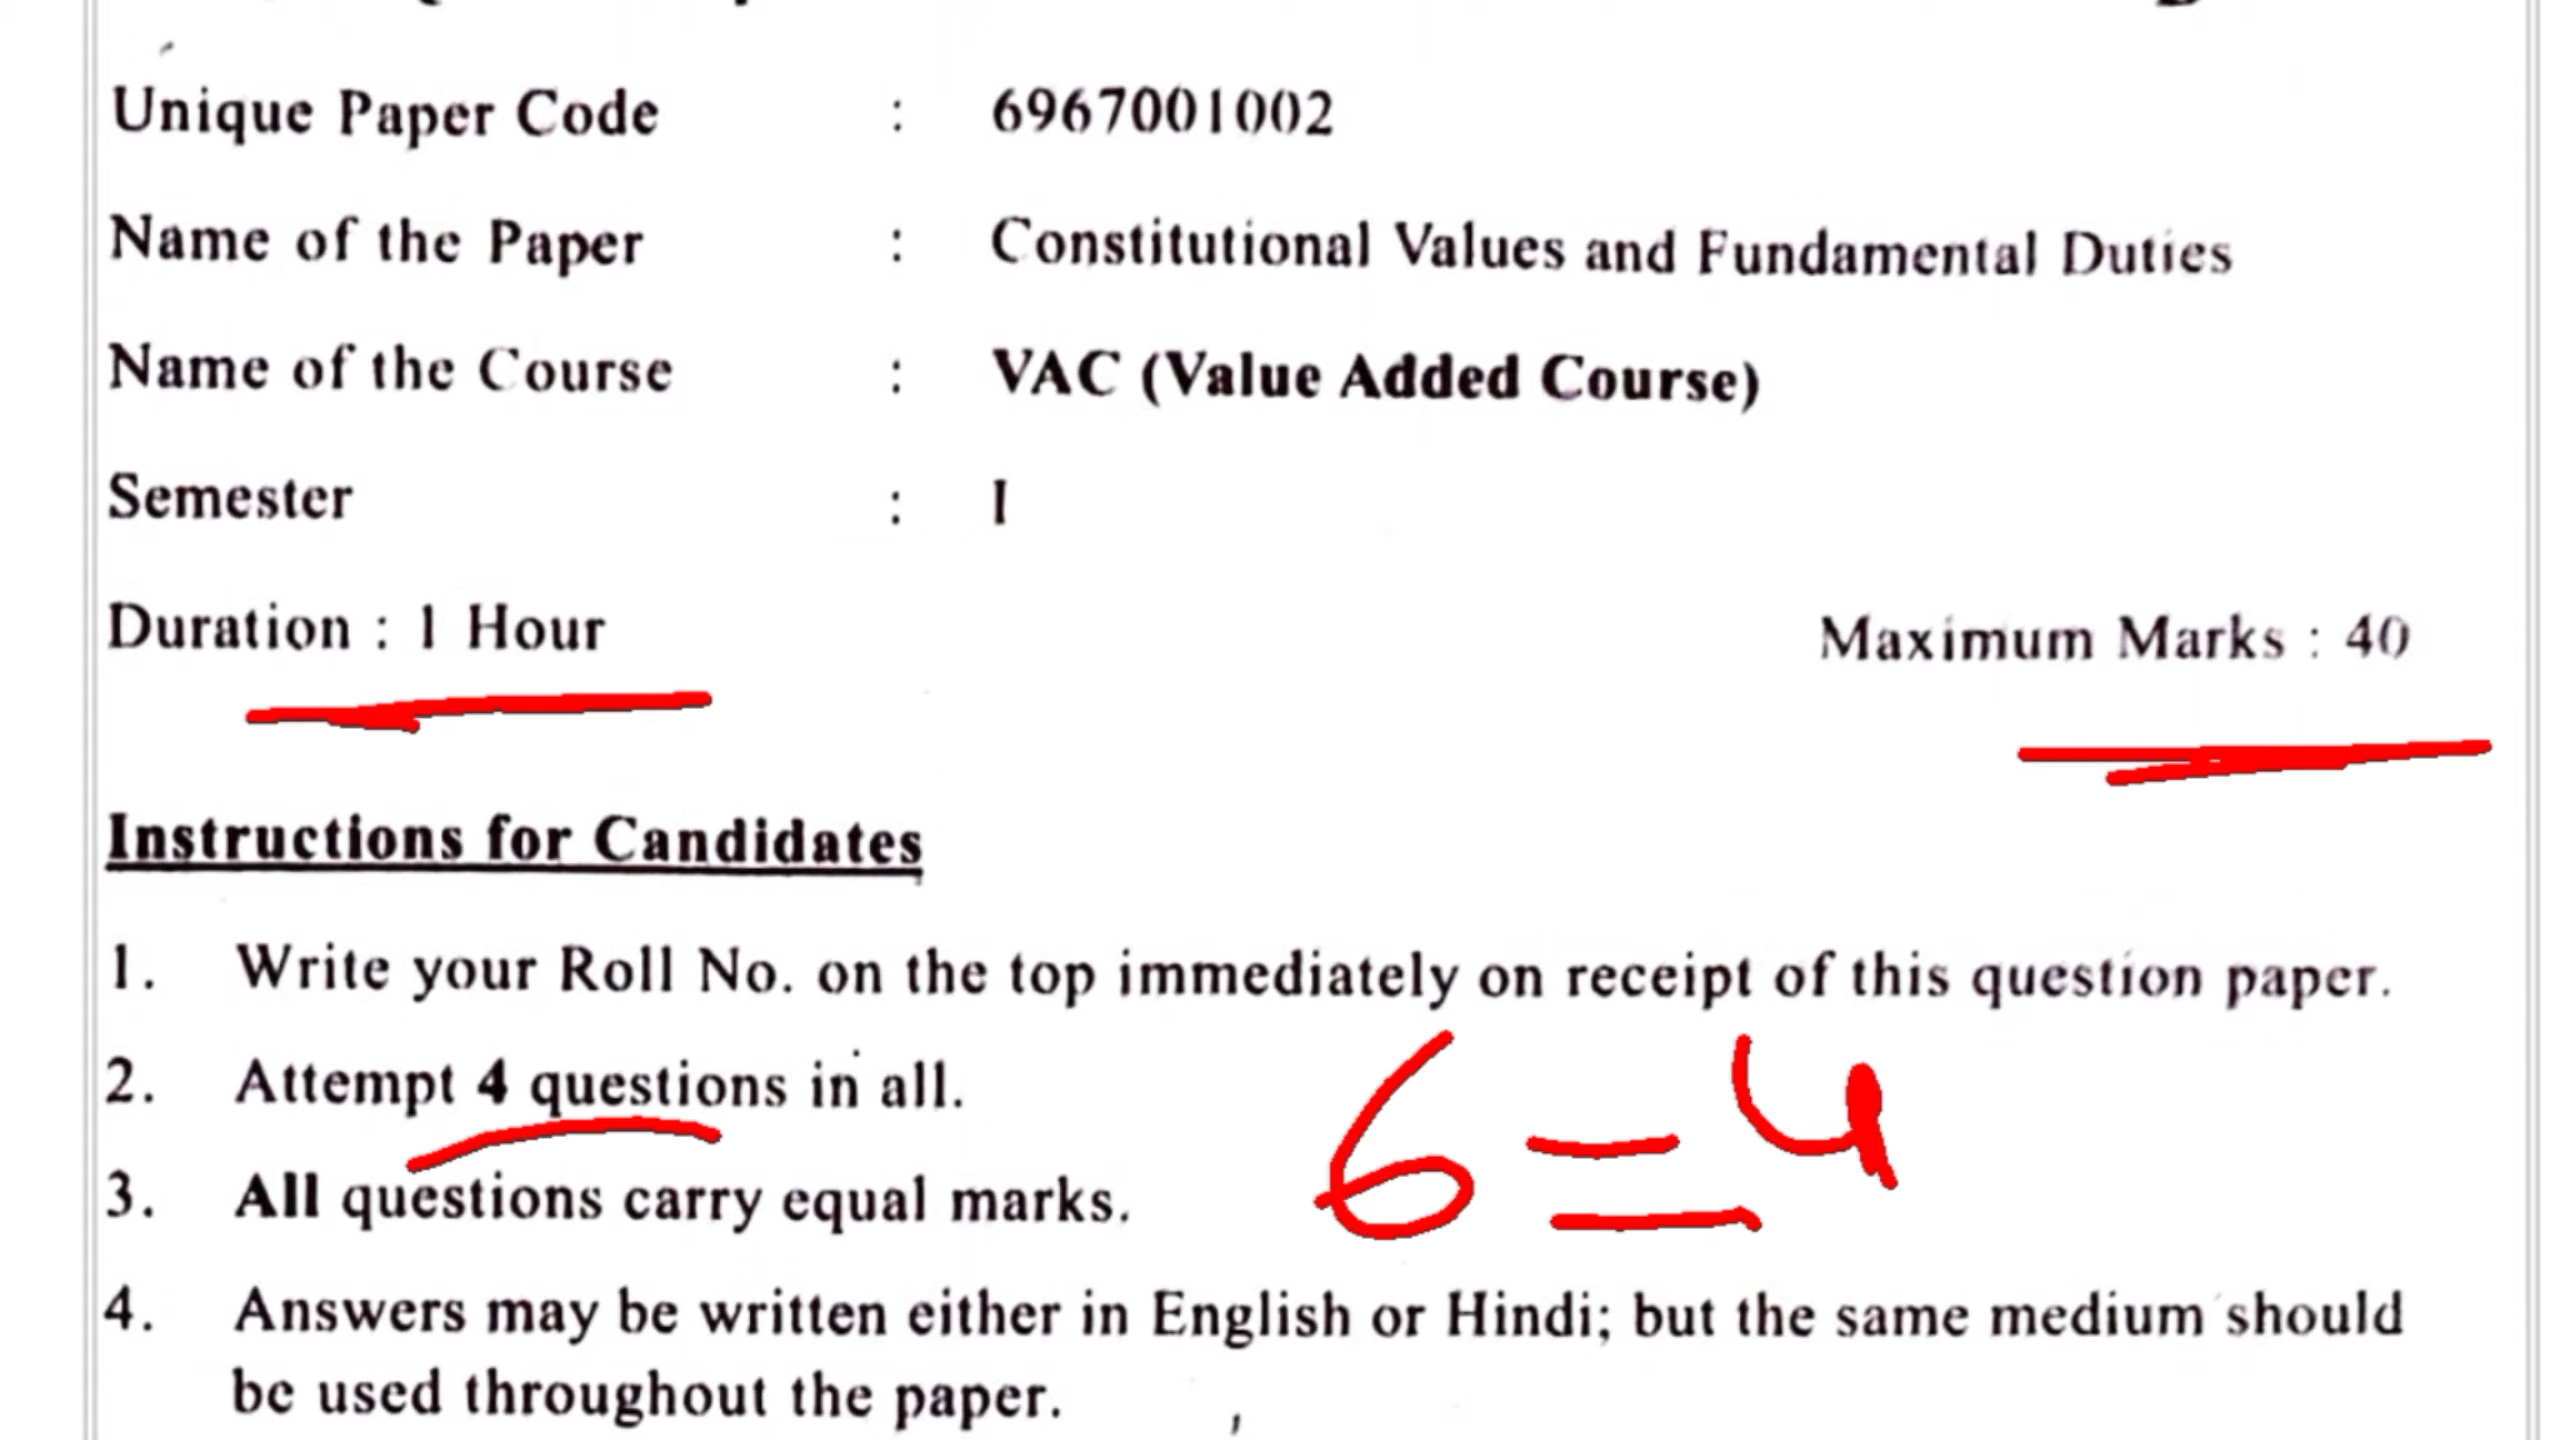 Unique Paper Code : 6967001002
Name of the Paper : Constitutional Values and Fundamental Duties
Name of the Course : VAC (Value Added Course)
Semester : I
Duration : 1 Hour Maximum Marks : 40
Instructions for Candidates
1. Write your Roll No. on the top immediately on receipt of this question paper.
2. Attempt 4 questions in all.
6 = 4
3. All questions carry equal marks.
4. Answers may be written either in English or Hindi; but the same medium should
be used throughout the paper.